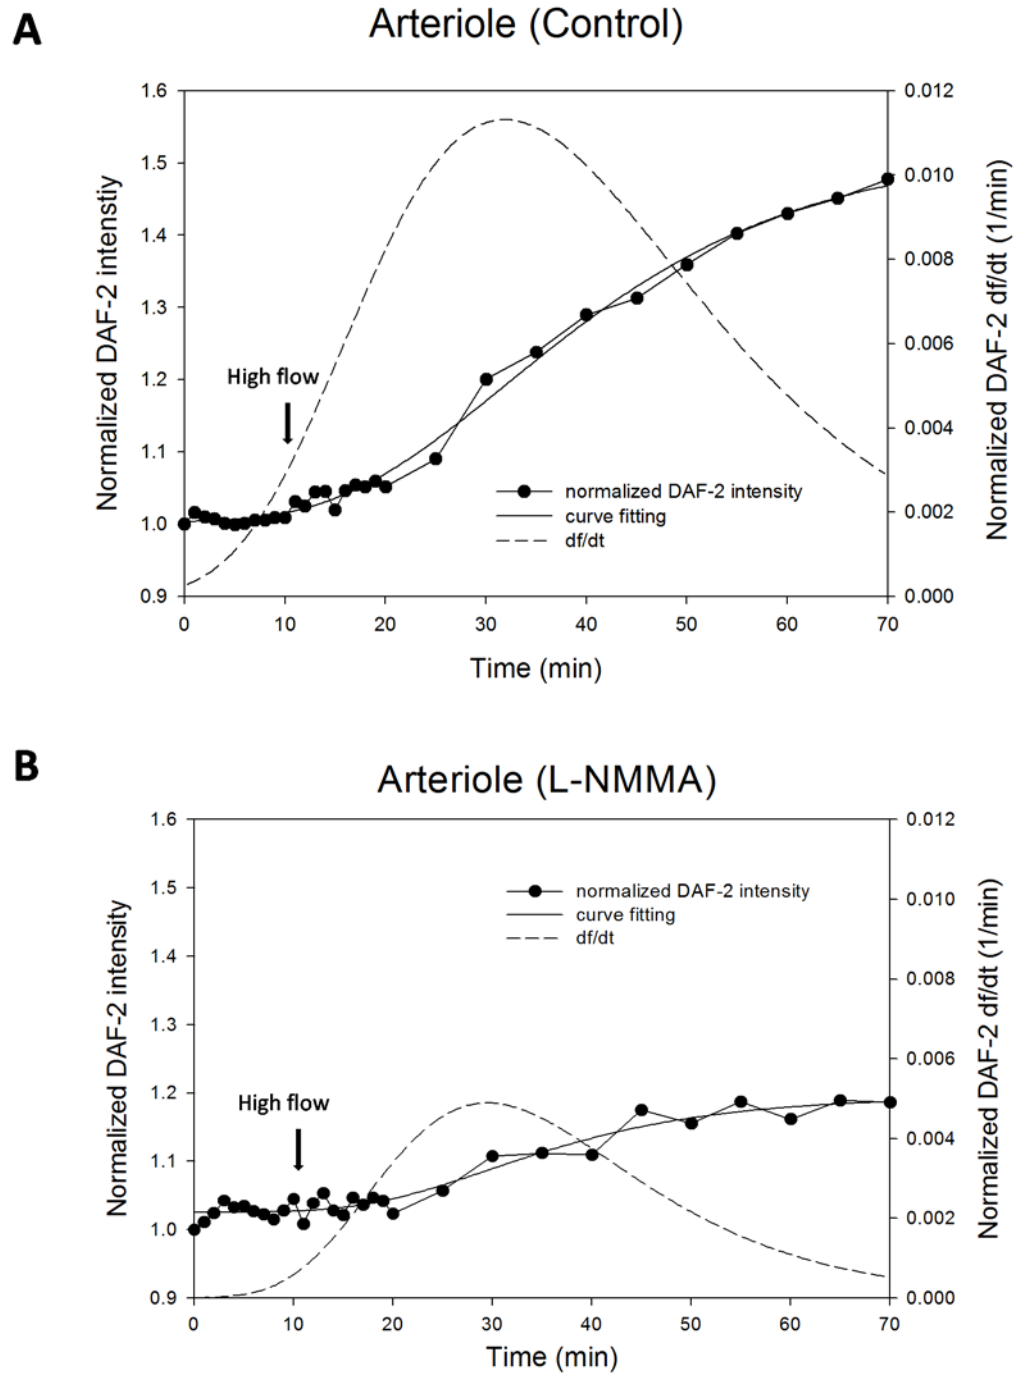 A
Arteriole (Control)
Normalized DAF-2 intenstiy
Normalized DAF-2 df/dt (1/min)
1.6
1.5
1.4
1.3
1.2
1.1
1.0
0.9
0.012
0.010
0.008
0.006
0.004
0.002
0.000
High flow
normalized DAF-2 intensity
curve fitting
df/dt
0 10 20 30 40 50 60 70
Time (min)
B
Arteriole (L-NMMA)
Normalized DAF-2 intensity
Normalized DAF-2 df/dt (1/min)
1.6
1.5
1.4
1.3
1.2
1.1
1.0
0.9
0.012
0.010
0.008
0.006
0.004
0.002
0.000
normalized DAF-2 intensity
curve fitting
df/dt
High flow
0 10 20 30 40 50 60 70
Time (min)